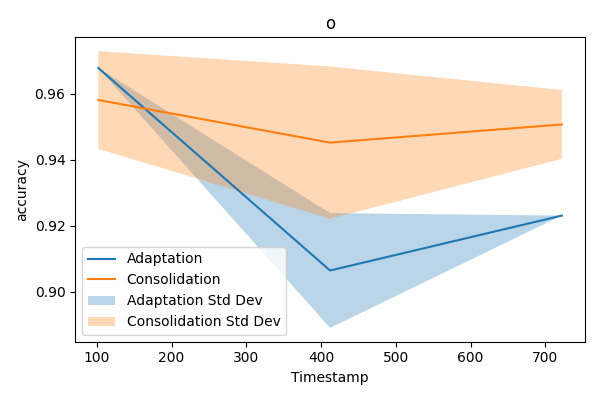 o
accuracy
0.96
0.94
0.92
0.90
Adaptation
Consolidation
Adaptation Std Dev
Consolidation Std Dev
100 200 300 400 500 600 700
Timestamp